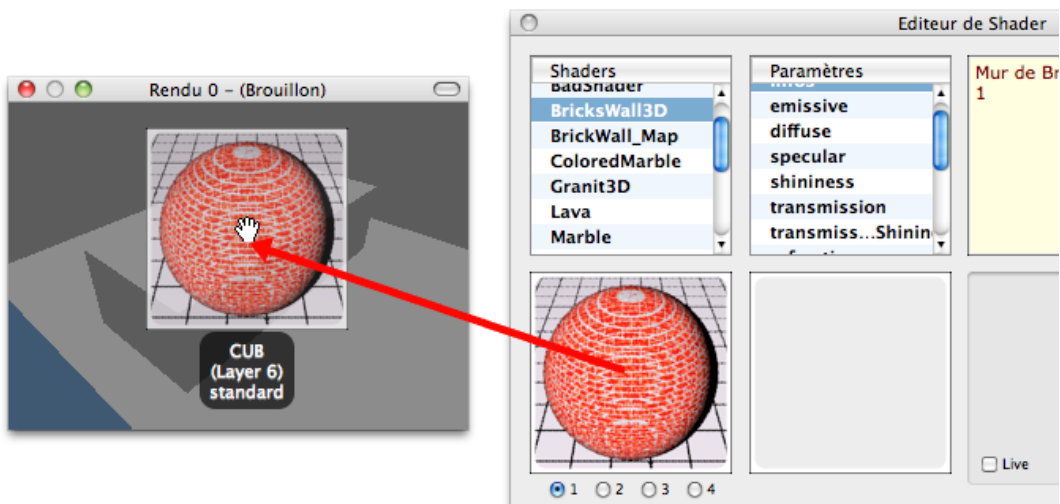 Editeur de Shader
Rendu 0 - (Brouillon)
CUB
(Layer 6)
standard
Shaders
BadShader
BricksWall3D
BrickWall_Map
ColoredMarble
Granit3D
Lava
Marble
Paramètres
infos
emissive
diffuse
specular
shininess
transmission
transmiss...Shinin
Mur de Br
1
1 2 3 4
Live